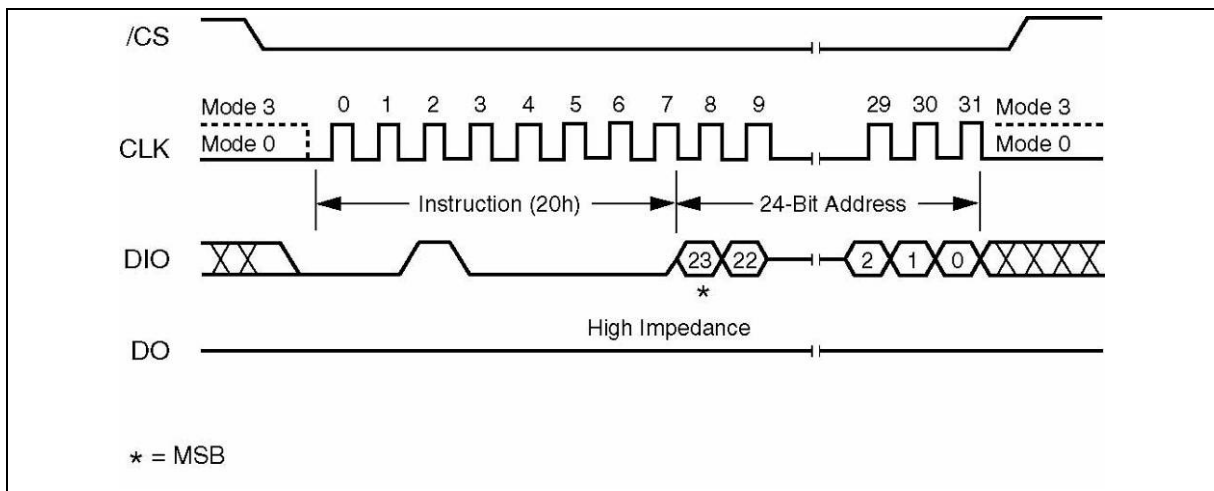 /CS
Mode 3 0 1 2 3 4 5 6 7 8 9 29 30 31 Mode 3
CLK Mode 0 Mode 0
Instruction (20h) 24-Bit Address
DIO 23 22 2 1 0
*
High Impedance
DO
* = MSB